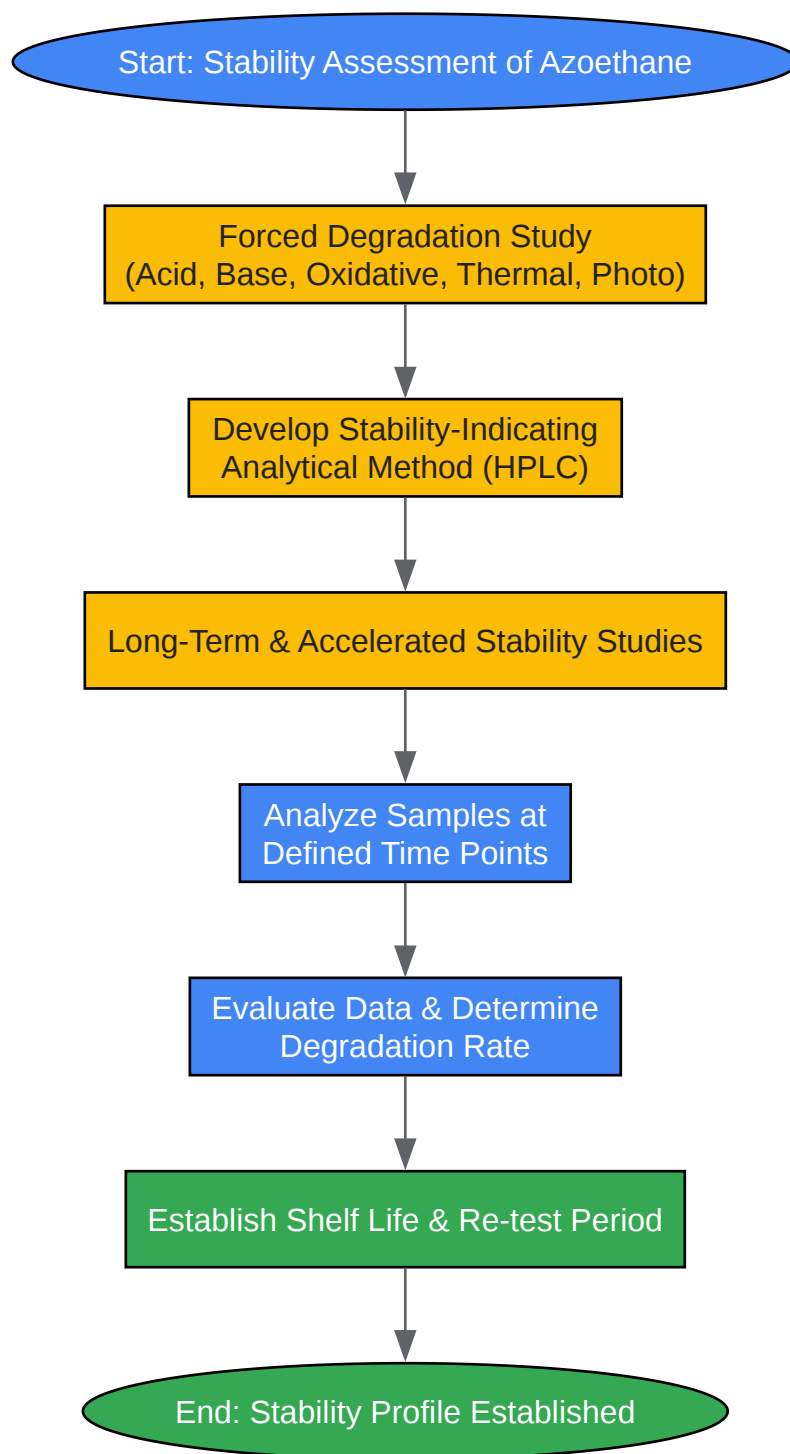 Start: Stability Assessment of Azoethane
Forced Degradation Study
(Acid, Base, Oxidative, Thermal, Photo)
Develop Stability-Indicating
Analytical Method (HPLC)
Long-Term & Accelerated Stability Studies
Analyze Samples at
Defined Time Points
Evaluate Data & Determine
Degradation Rate
Establish Shelf Life & Re-test Period
End: Stability Profile Established